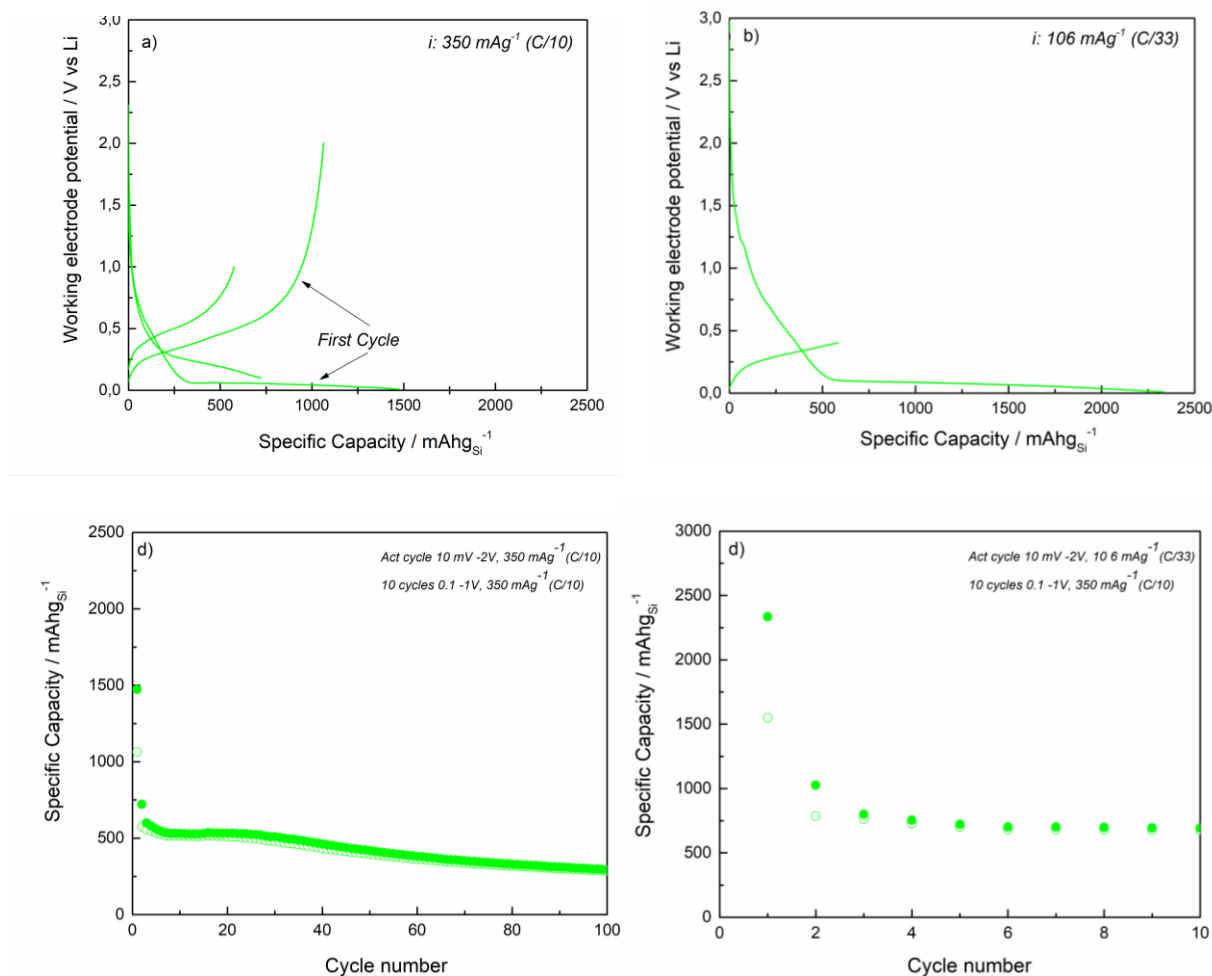 a)
i: 350 mAg⁻¹ (C/10)
3,0
2,5
2,0
1,5
1,0
0,5
0,0
Working electrode potential / V vs Li
First Cycle
0
500
1000
1500
2000
2500
Specific Capacity / mAhg_Si⁻¹
b)
i: 106 mAg⁻¹ (C/33)
3,0
2,5
2,0
1,5
1,0
0,5
0,0
Working electrode potential / V vs Li
0
500
1000
1500
2000
2500
Specific Capacity / mAhg_Si⁻¹
d)
Act cycle 10 mV -2V, 350 mAg⁻¹ (C/10)
10 cycles 0.1 -1V, 350 mAg⁻¹ (C/10)
2500
2000
1500
1000
500
0
Specific Capacity / mAhg_Si⁻¹
0
20
40
60
80
100
Cycle number
d)
Act cycle 10 mV -2V, 10 6 mAg⁻¹ (C/33)
10 cycles 0.1 -1V, 350 mAg⁻¹ (C/10)
3000
2500
2000
1500
1000
500
0
Specific Capacity / mAhg_Si⁻¹
0
2
4
6
8
10
Cycle number